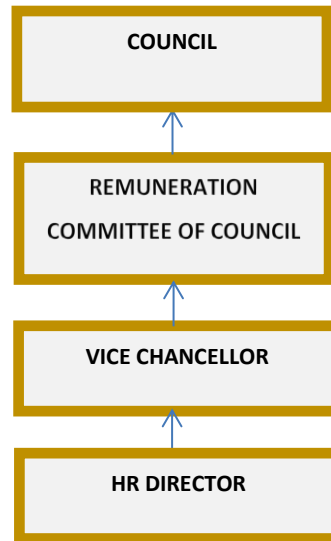 COUNCIL
REMUNERATION
COMMITTEE OF COUNCIL
VICE CHANCELLOR
HR DIRECTOR